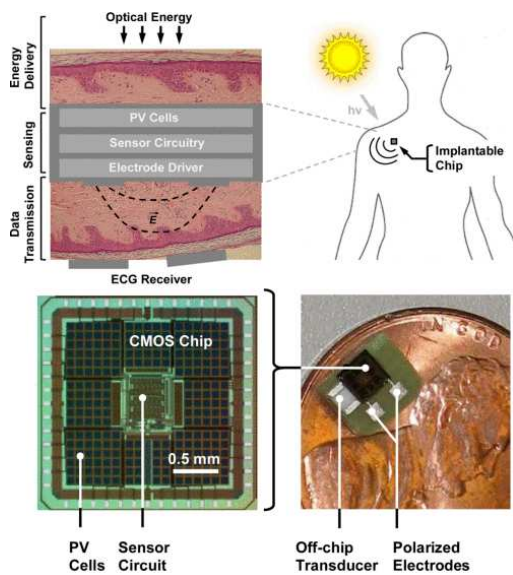 Optical Energy
Energy
Delivery
PV Cells
Sensing
Sensor Circuitry
Electrode Driver
Data
Transmission
E
ECG Receiver
hv
Implantable
Chip
CMOS Chip
0.5 mm
PV
Cells
Sensor
Circuit
Off-chip
Transducer
Polarized
Electrodes